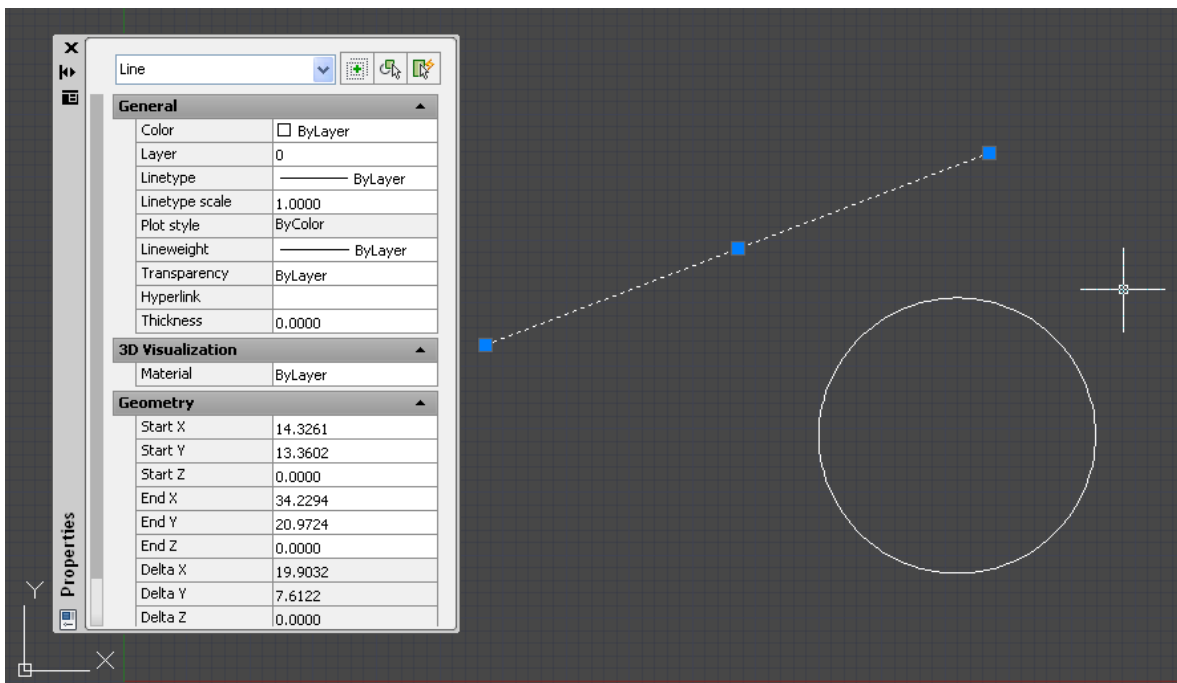 Line
General
Color ByLayer
Layer 0
Linetype ByLayer
Linetype scale 1.0000
Plot style ByColor
Lineweight ByLayer
Transparency ByLayer
Hyperlink
Thickness 0.0000
3D Visualization
Material ByLayer
Geometry
Start X 14.3261
Start Y 13.3602
Start Z 0.0000
End X 34.2294
End Y 20.9724
End Z 0.0000
Delta X 19.9032
Delta Y 7.6122
Delta Z 0.0000
Properties
Y
X